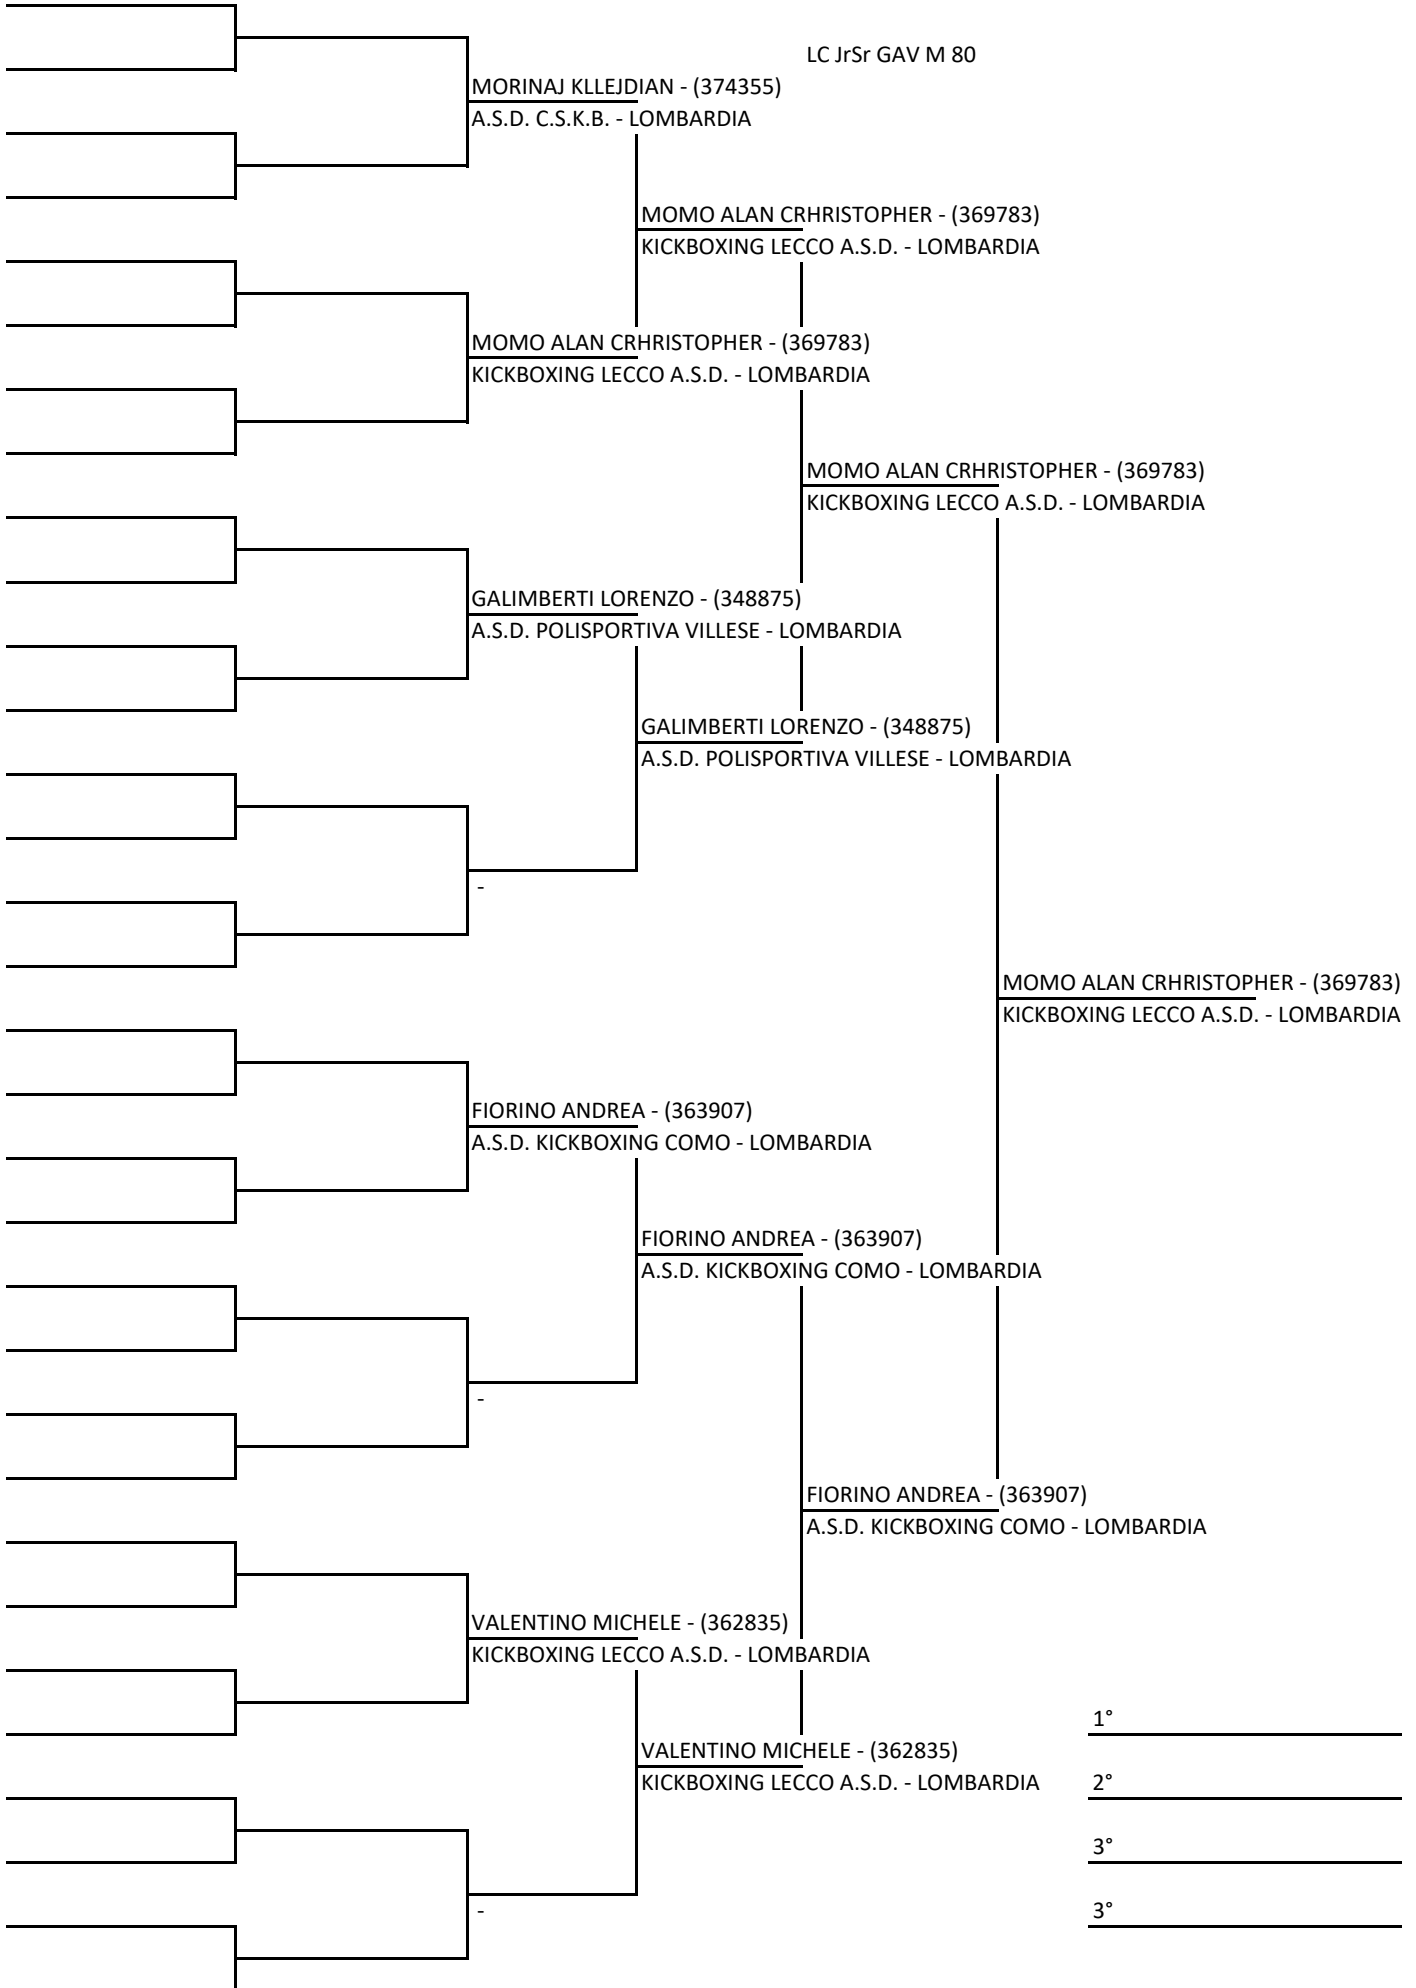 LC JrSr GAV M 80
MORINAJ KLLEJDIAN - (374355)
A.S.D. C.S.K.B. - LOMBARDIA
MOMO ALAN CRHRISTOPHER - (369783)
KICKBOXING LECCO A.S.D. - LOMBARDIA
MOMO ALAN CRHRISTOPHER - (369783)
KICKBOXING LECCO A.S.D. - LOMBARDIA
MOMO ALAN CRHRISTOPHER - (369783)
KICKBOXING LECCO A.S.D. - LOMBARDIA
GALIMBERTI LORENZO - (348875)
A.S.D. POLISPORTIVA VILLESE - LOMBARDIA
GALIMBERTI LORENZO - (348875)
A.S.D. POLISPORTIVA VILLESE - LOMBARDIA
-
MOMO ALAN CRHRISTOPHER - (369783)
KICKBOXING LECCO A.S.D. - LOMBARDIA
FIORINO ANDREA - (363907)
A.S.D. KICKBOXING COMO - LOMBARDIA
FIORINO ANDREA - (363907)
A.S.D. KICKBOXING COMO - LOMBARDIA
-
FIORINO ANDREA - (363907)
A.S.D. KICKBOXING COMO - LOMBARDIA
VALENTINO MICHELE - (362835)
KICKBOXING LECCO A.S.D. - LOMBARDIA
1°
VALENTINO MICHELE - (362835)
KICKBOXING LECCO A.S.D. - LOMBARDIA
2°
3°
-
3°